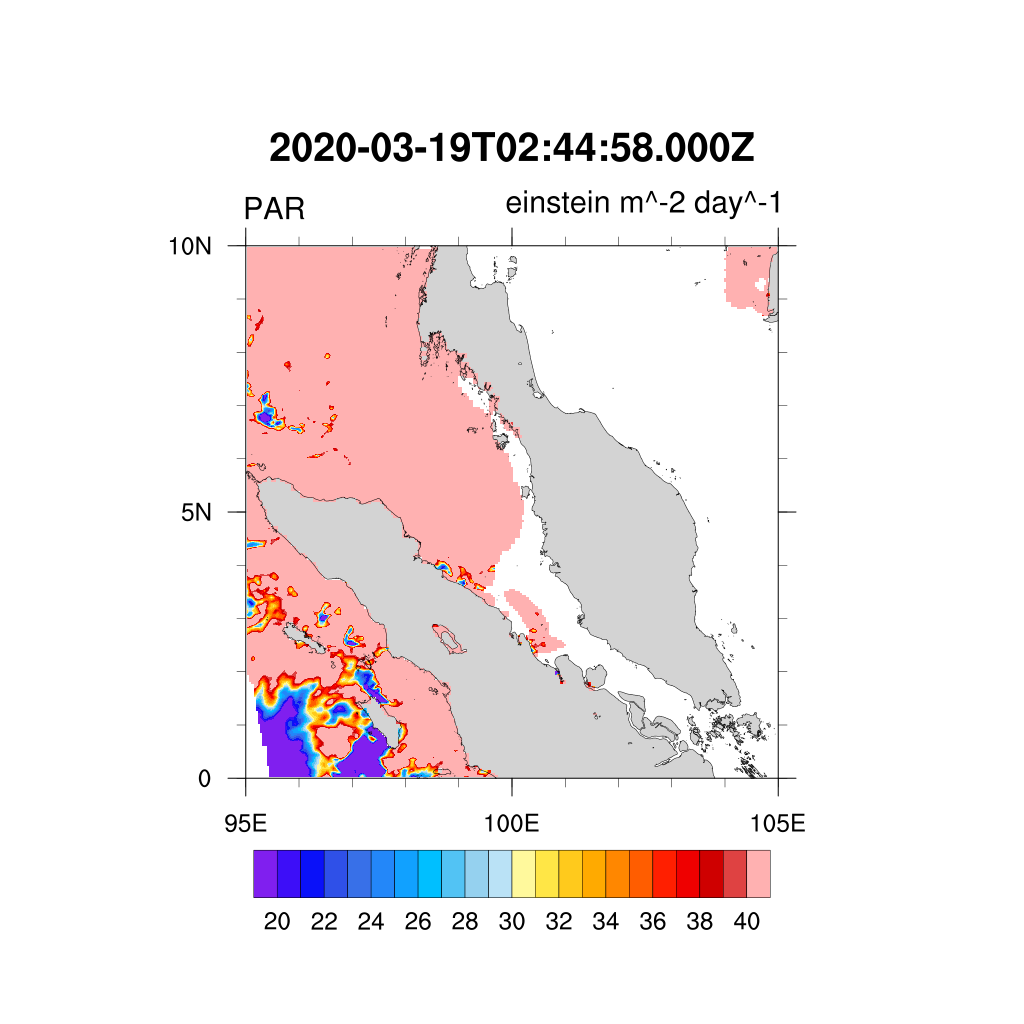 2020-03-19T02:44:58.000Z
PAR einstein m^-2 day^-1
10N
5N
0
95E 100E 105E
20 22 24 26 28 30 32 34 36 38 40